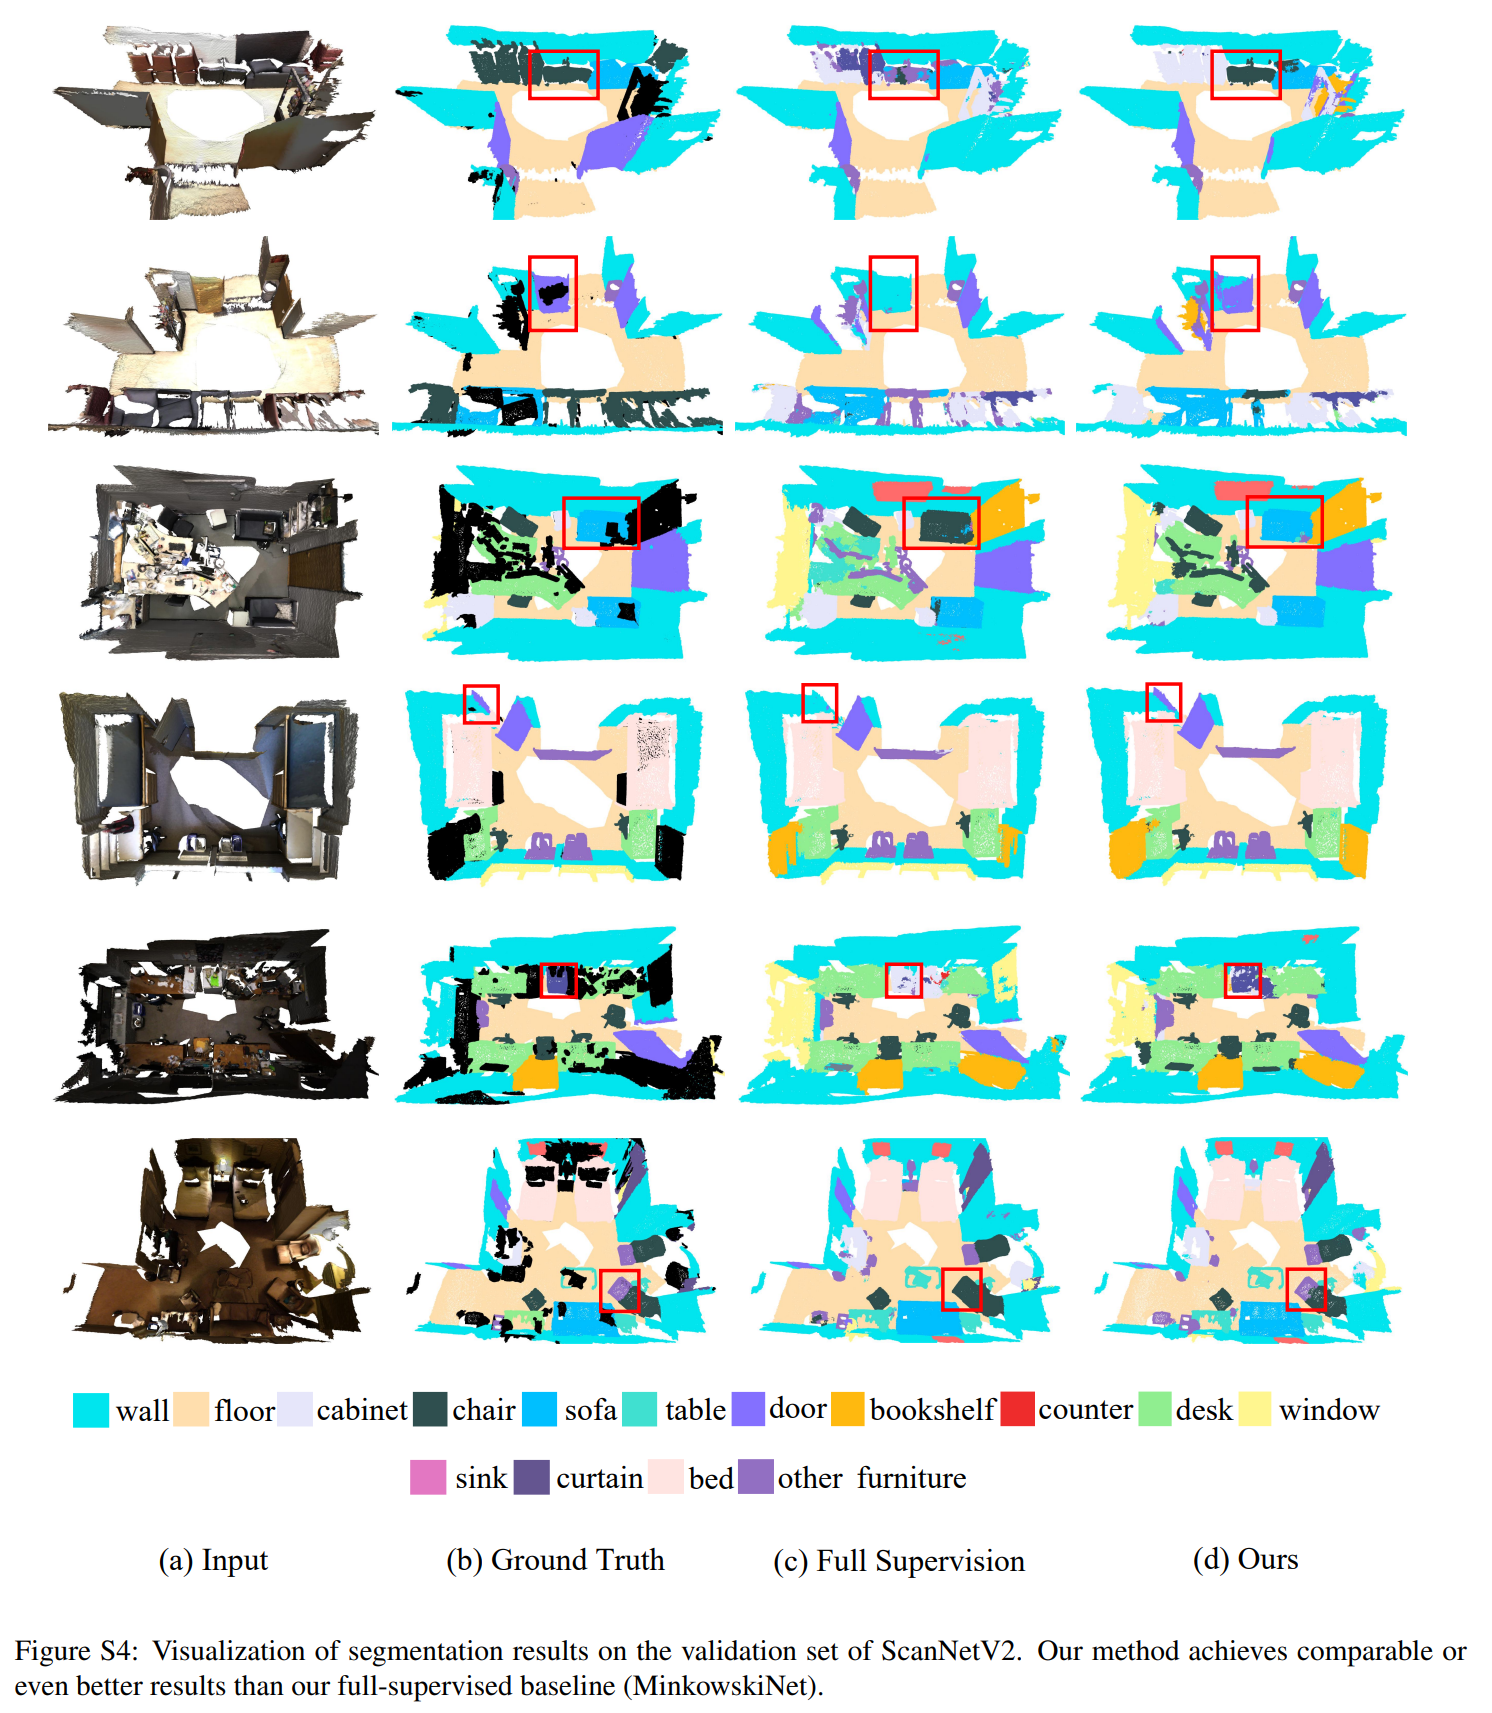 wall floor cabinet chair sofa table door bookshelf counter desk window
sink curtain bed other furniture
(a) Input (b) Ground Truth (c) Full Supervision (d) Ours
Figure S4: Visualization of segmentation results on the validation set of ScanNetV2. Our method achieves comparable or
even better results than our full-supervised baseline (MinkowskiNet).